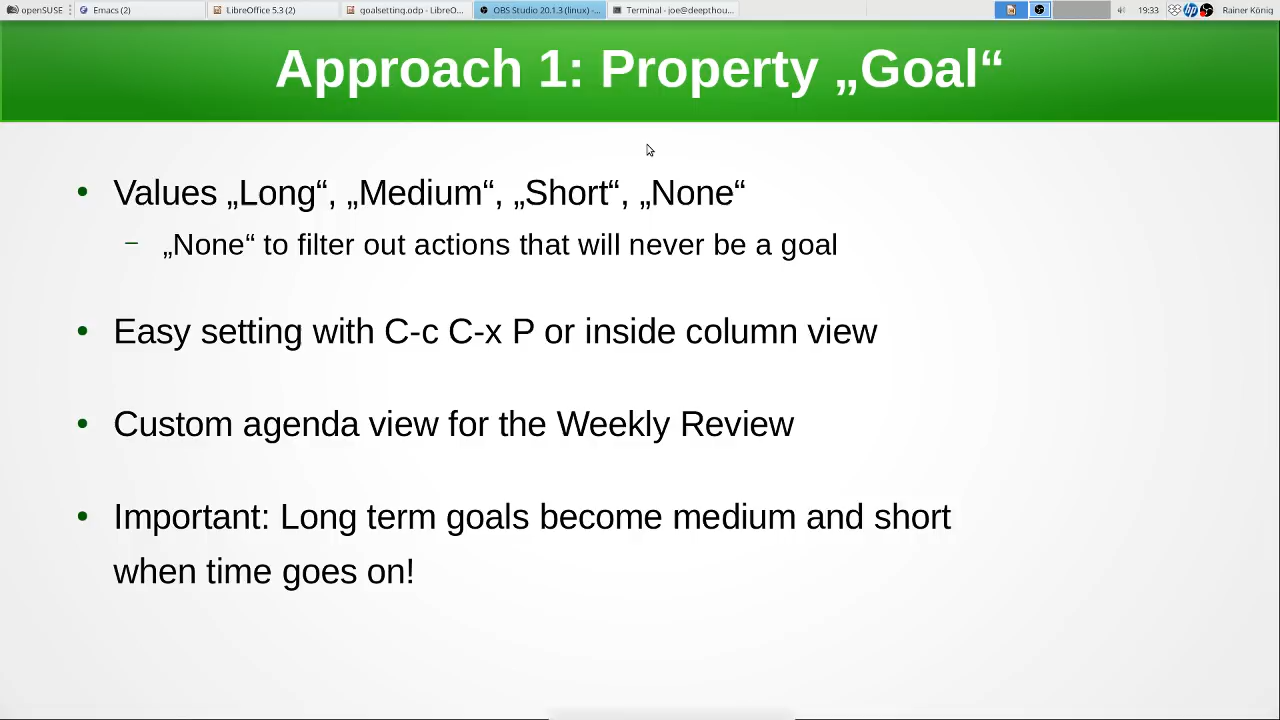 openSUSE
Emacs (2)
LibreOffice 5.3 (2)
goalsetting.odp - LibreO...
OBS Studio 20.1.3 (linux) -...
Terminal - joe@deepthou...
19:33
Rainer König
Approach 1: Property „Goal“
• Values „Long“, „Medium“, „Short“, „None“
– „None“ to filter out actions that will never be a goal
• Easy setting with C-c C-x P or inside column view
• Custom agenda view for the Weekly Review
• Important: Long term goals become medium and short
when time goes on!